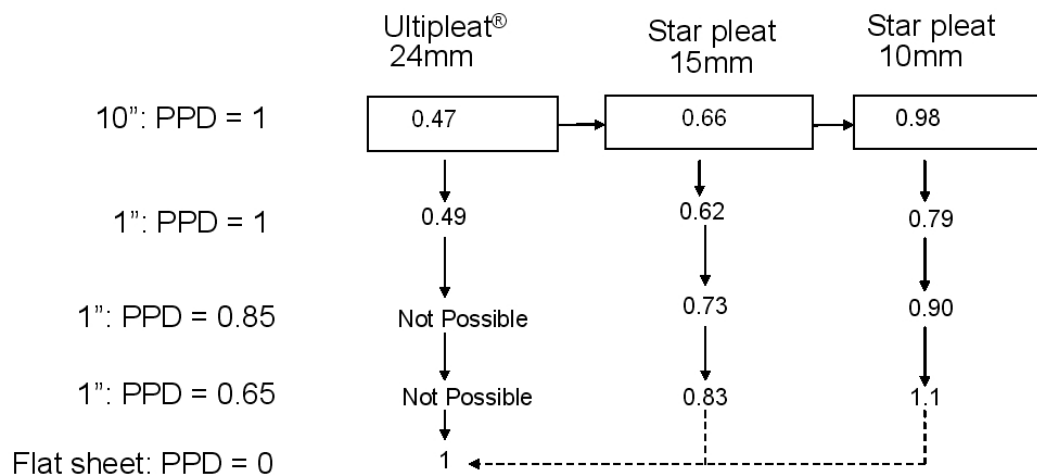 Ultipleat® 24mm
Star pleat 15mm
Star pleat 10mm
10”: PPD = 1
0.47
0.66
0.98
1”: PPD = 1
0.49
0.62
0.79
1”: PPD = 0.85
Not Possible
0.73
0.90
1”: PPD = 0.65
Not Possible
0.83
1.1
Flat sheet: PPD = 0
1